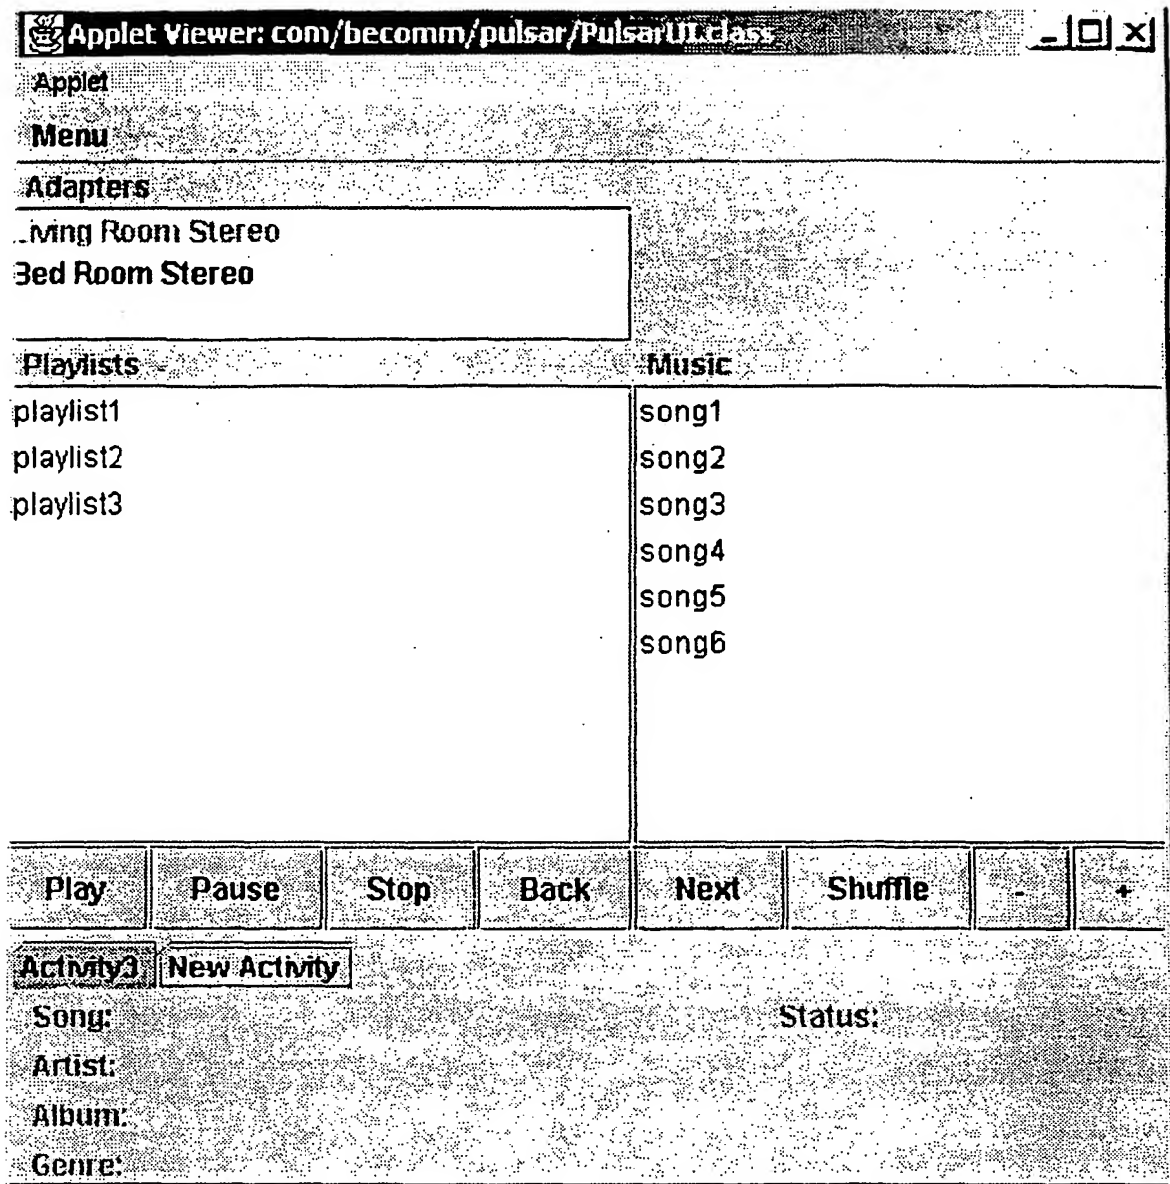 Applet Viewer: com/becomm/pulsar/PulsarUI.class
Applet
Menu
Adapters
Living Room Stereo
Bed Room Stereo
Playlists Music
playlist1 song1
playlist2 song2
playlist3 song3
song4
song5
song6
Play Pause Stop Back Next Shuffle - +
Activity3 New Activity
Song: Status:
Artist:
Album:
Genre: